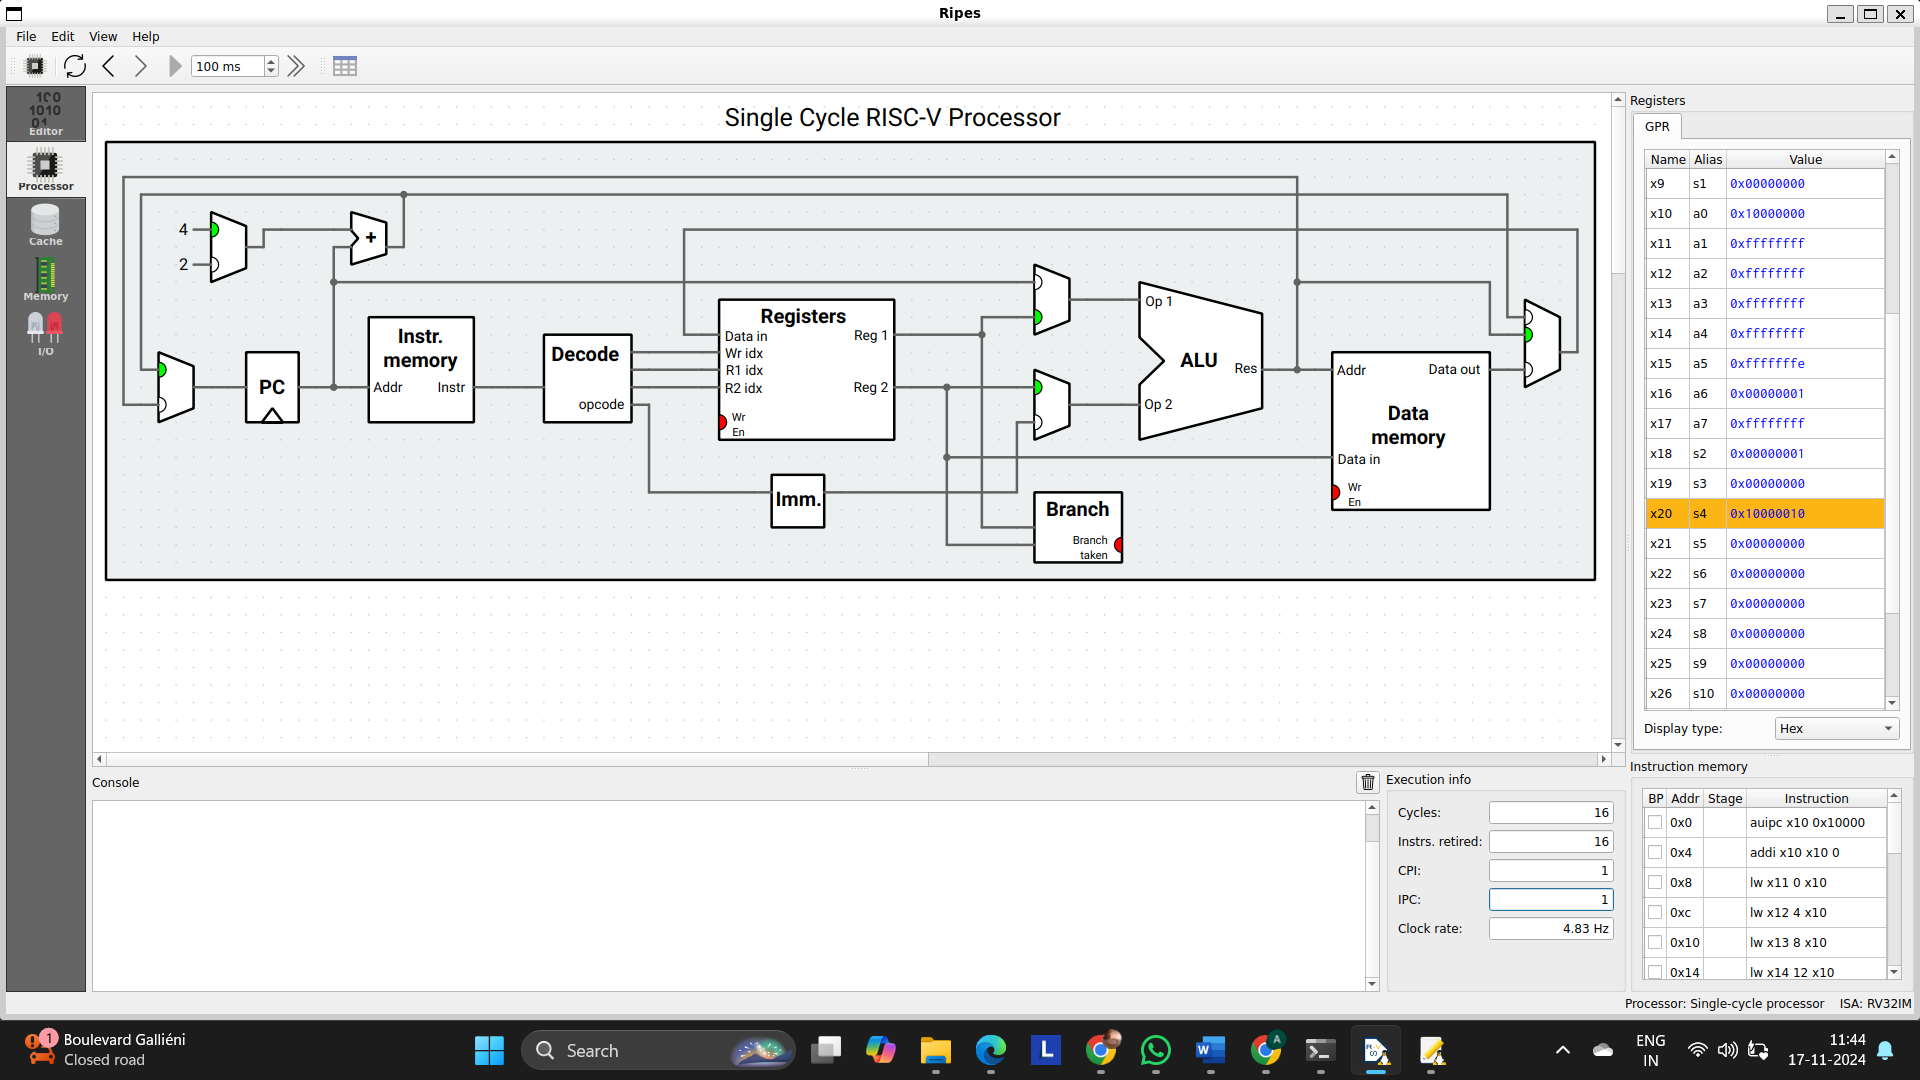 Ripes
File Edit View Help
100 ms
100
1010
01
Editor
Processor
Cache
Memory
I/O
Single Cycle RISC-V Processor
4
2
+
PC
Instr.
memory
Addr Instr
Decode
opcode
Registers
Data in
Wr idx
R1 idx
R2 idx
Reg 1
Reg 2
Wr
En
Imm.
Op 1
ALU
Res
Op 2
Branch
Branch
taken
Addr Data out
Data
memory
Data in
Wr
En
Registers
GPR
Name Alias Value
x9 s1 0x00000000
x10 a0 0x10000000
x11 a1 0xffffffff
x12 a2 0xffffffff
x13 a3 0xffffffff
x14 a4 0xffffffff
x15 a5 0xfffffffe
x16 a6 0x00000001
x17 a7 0xffffffff
x18 s2 0x00000001
x19 s3 0x00000000
x20 s4 0x10000010
x21 s5 0x00000000
x22 s6 0x00000000
x23 s7 0x00000000
x24 s8 0x00000000
x25 s9 0x00000000
x26 s10 0x00000000
Display type: Hex
Console
Execution info
Cycles: 16
Instrs. retired: 16
CPI: 1
IPC: 1
Clock rate: 4.83 Hz
Instruction memory
BP Addr Stage Instruction
0x0 auipc x10 0x10000
0x4 addi x10 x10 0
0x8 lw x11 0 x10
0xc lw x12 4 x10
0x10 lw x13 8 x10
0x14 lw x14 12 x10
Processor: Single-cycle processor ISA: RV32IM
1
Boulevard Galliéni
Closed road
Search
L
W
A
ENG
IN
11:44
17-11-2024